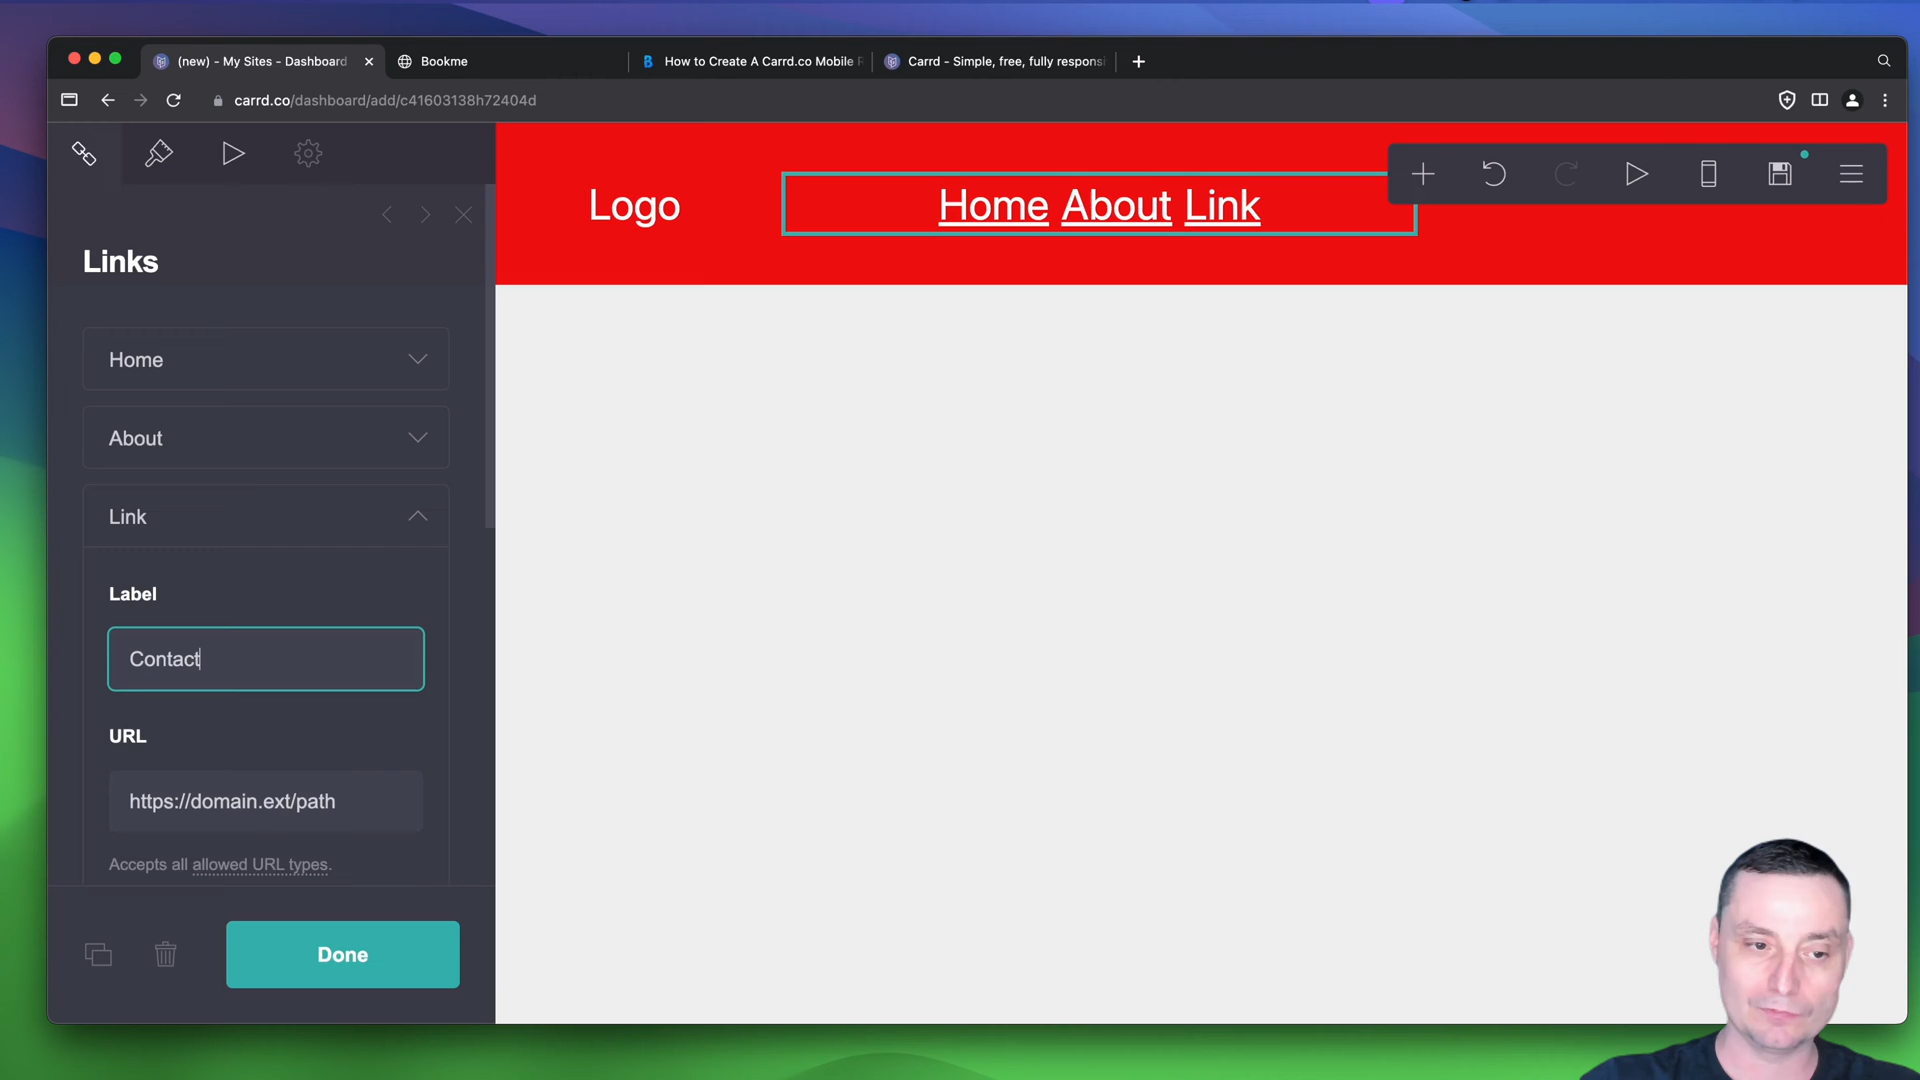 (new) - My Sites - Dashboard
Bookme
How to Create A Carrd.co Mobile R
Carrd - Simple, free, fully respons
carrd.co/dashboard/add/c41603138h72404d
Links
Home
About
Link
Label
Contact
URL
https://domain.ext/path
Accepts all allowed URL types.
Done
Logo
Home About Link